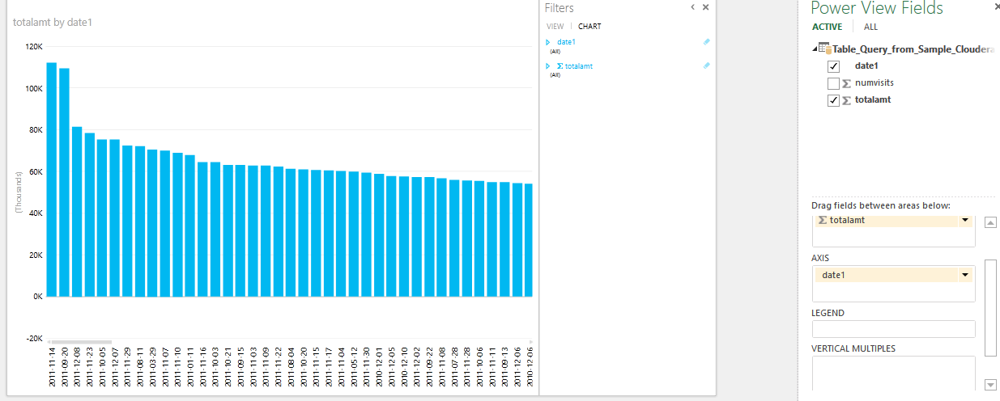 totalamt by date1
120K
100K
80K
60K
40K
20K
0K
-20K
(Thousands)
2011-11-14
2011-09-20
2011-12-08
2011-11-23
2011-10-05
2011-12-07
2011-11-29
2011-08-11
2011-03-29
2011-11-07
2011-11-10
2011-01-11
2011-11-16
2011-10-03
2011-10-21
2011-09-15
2011-11-03
2011-11-09
2011-11-22
2011-08-04
2011-10-20
2011-11-15
2011-11-17
2011-11-04
2011-05-12
2011-11-30
2010-12-01
2011-12-05
2010-12-10
2011-12-02
2011-09-22
2011-11-08
2011-07-28
2011-11-28
2011-10-06
2011-11-11
2011-09-13
2011-12-06
2010-12-06
Filters
VIEW CHART
date1
(All)
Σ totalamt
(All)
Power View Fields
ACTIVE ALL
Table_Query_from_Sample_Cloudera
date1
Σ numvisits
Σ totalamt
Drag fields between areas below:
Σ totalamt
AXIS
date1
LEGEND
VERTICAL MULTIPLES